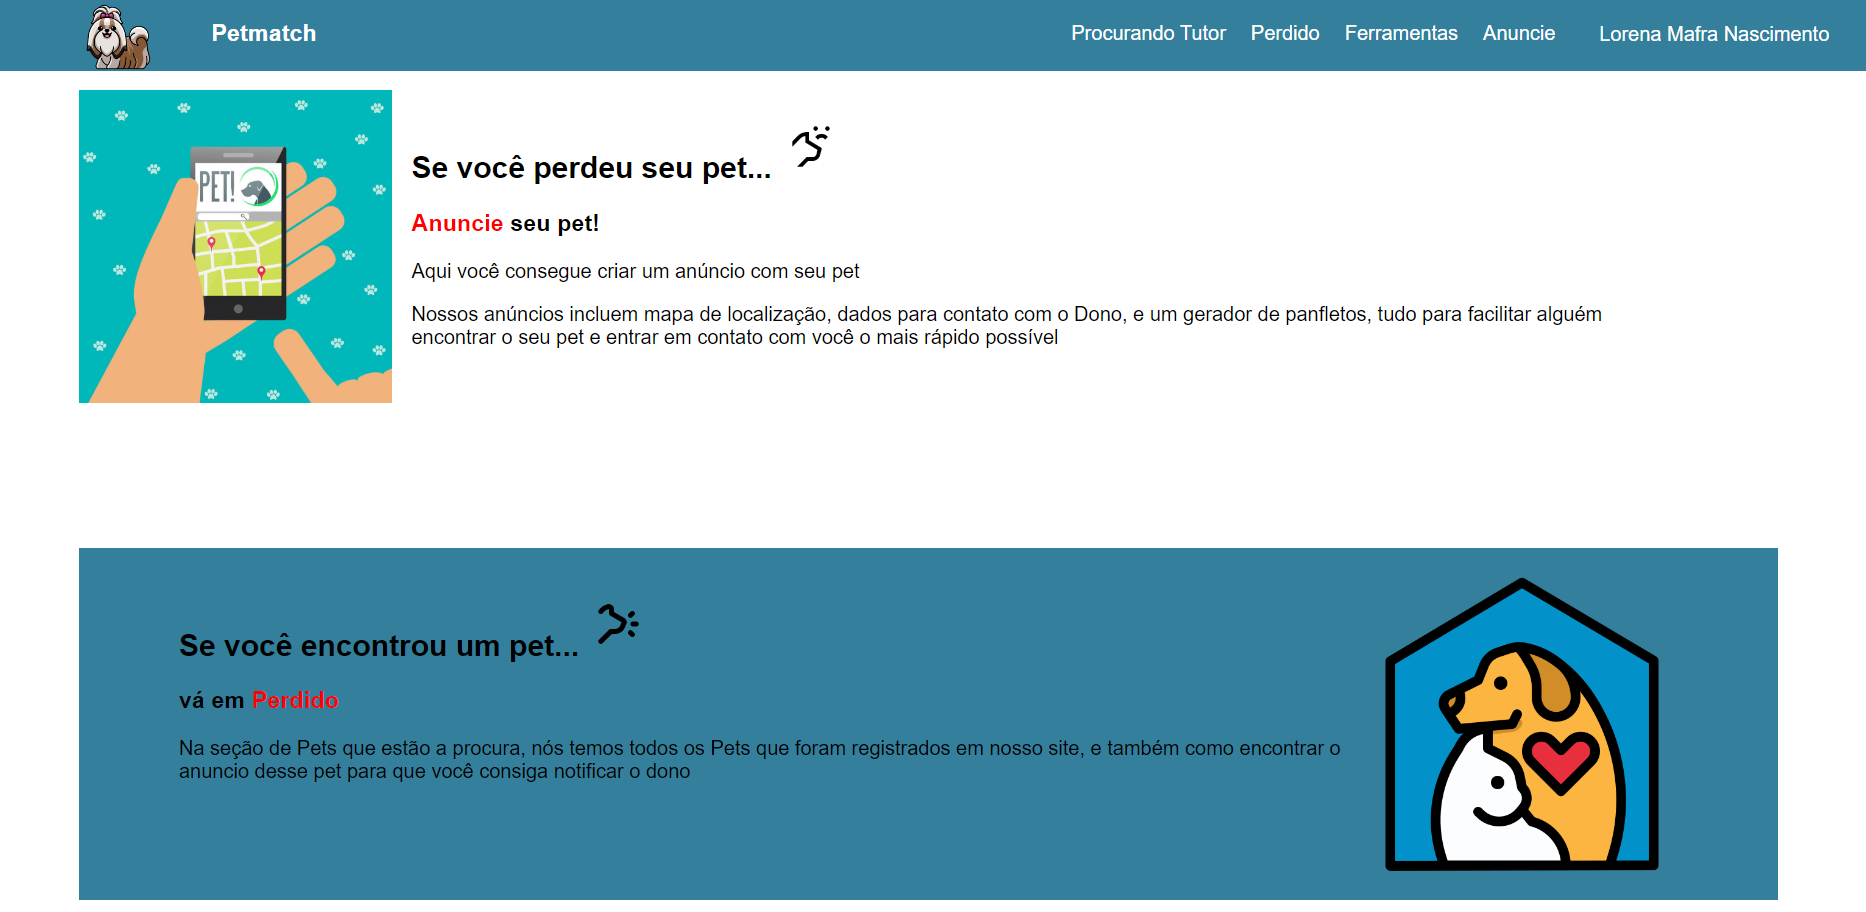 Petmatch
Procurando Tutor
Perdido
Ferramentas
Anuncie
Lorena Mafra Nascimento
PET!
Se você perdeu seu pet...
Anuncie seu pet!
Aqui você consegue criar um anúncio com seu pet
Nossos anúncios incluem mapa de localização, dados para contato com o Dono, e um gerador de panfletos, tudo para facilitar alguém
encontrar o seu pet e entrar em contato com você o mais rápido possível
Se você encontrou um pet...
vá em Perdido
Na seção de Pets que estão a procura, nós temos todos os Pets que foram registrados em nosso site, e também como encontrar o
anuncio desse pet para que você consiga notificar o dono